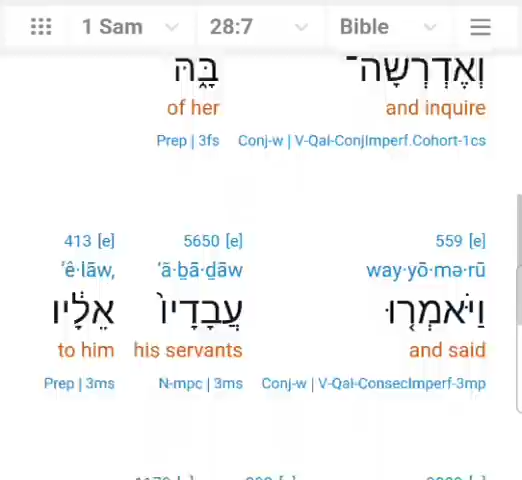 1 Sam 28:7 Bible
וְאֶדְרְשָׁה־ בָּ֑הּ
and inquire of her
Conj-w | V-Qal-ConjImperf.Cohort-1cs Prep | 3fs
559 [e] 5650 [e] 413 [e]
way·yō·mə·rū ‘ă·ḇā·ḏāw ’ê·lāw,
וַיֹּאמְר֤וּ עֲבָדָיו֙ אֵלָ֔יו
and said his servants to him
Conj-w | V-Qal-ConsecImperf-3mp N-mpc | 3ms Prep | 3ms